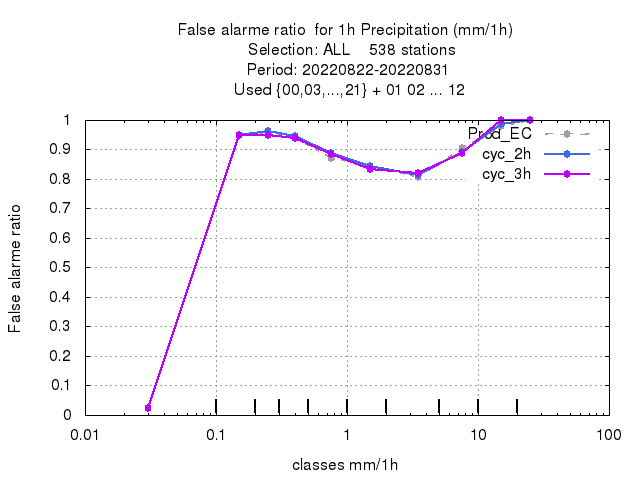 False alarme ratio  for 1h Precipitation (mm/1h)
Selection: ALL    538 stations
Period: 20220822-20220831
Used {00,03,...,21} + 01 02 ... 12
Prod_EC
cyc_2h
cyc_3h
1
0.9
0.8
0.7
0.6
0.5
0.4
0.3
0.2
0.1
0
False alarme ratio
0.01 0.1 1 10 100
classes mm/1h